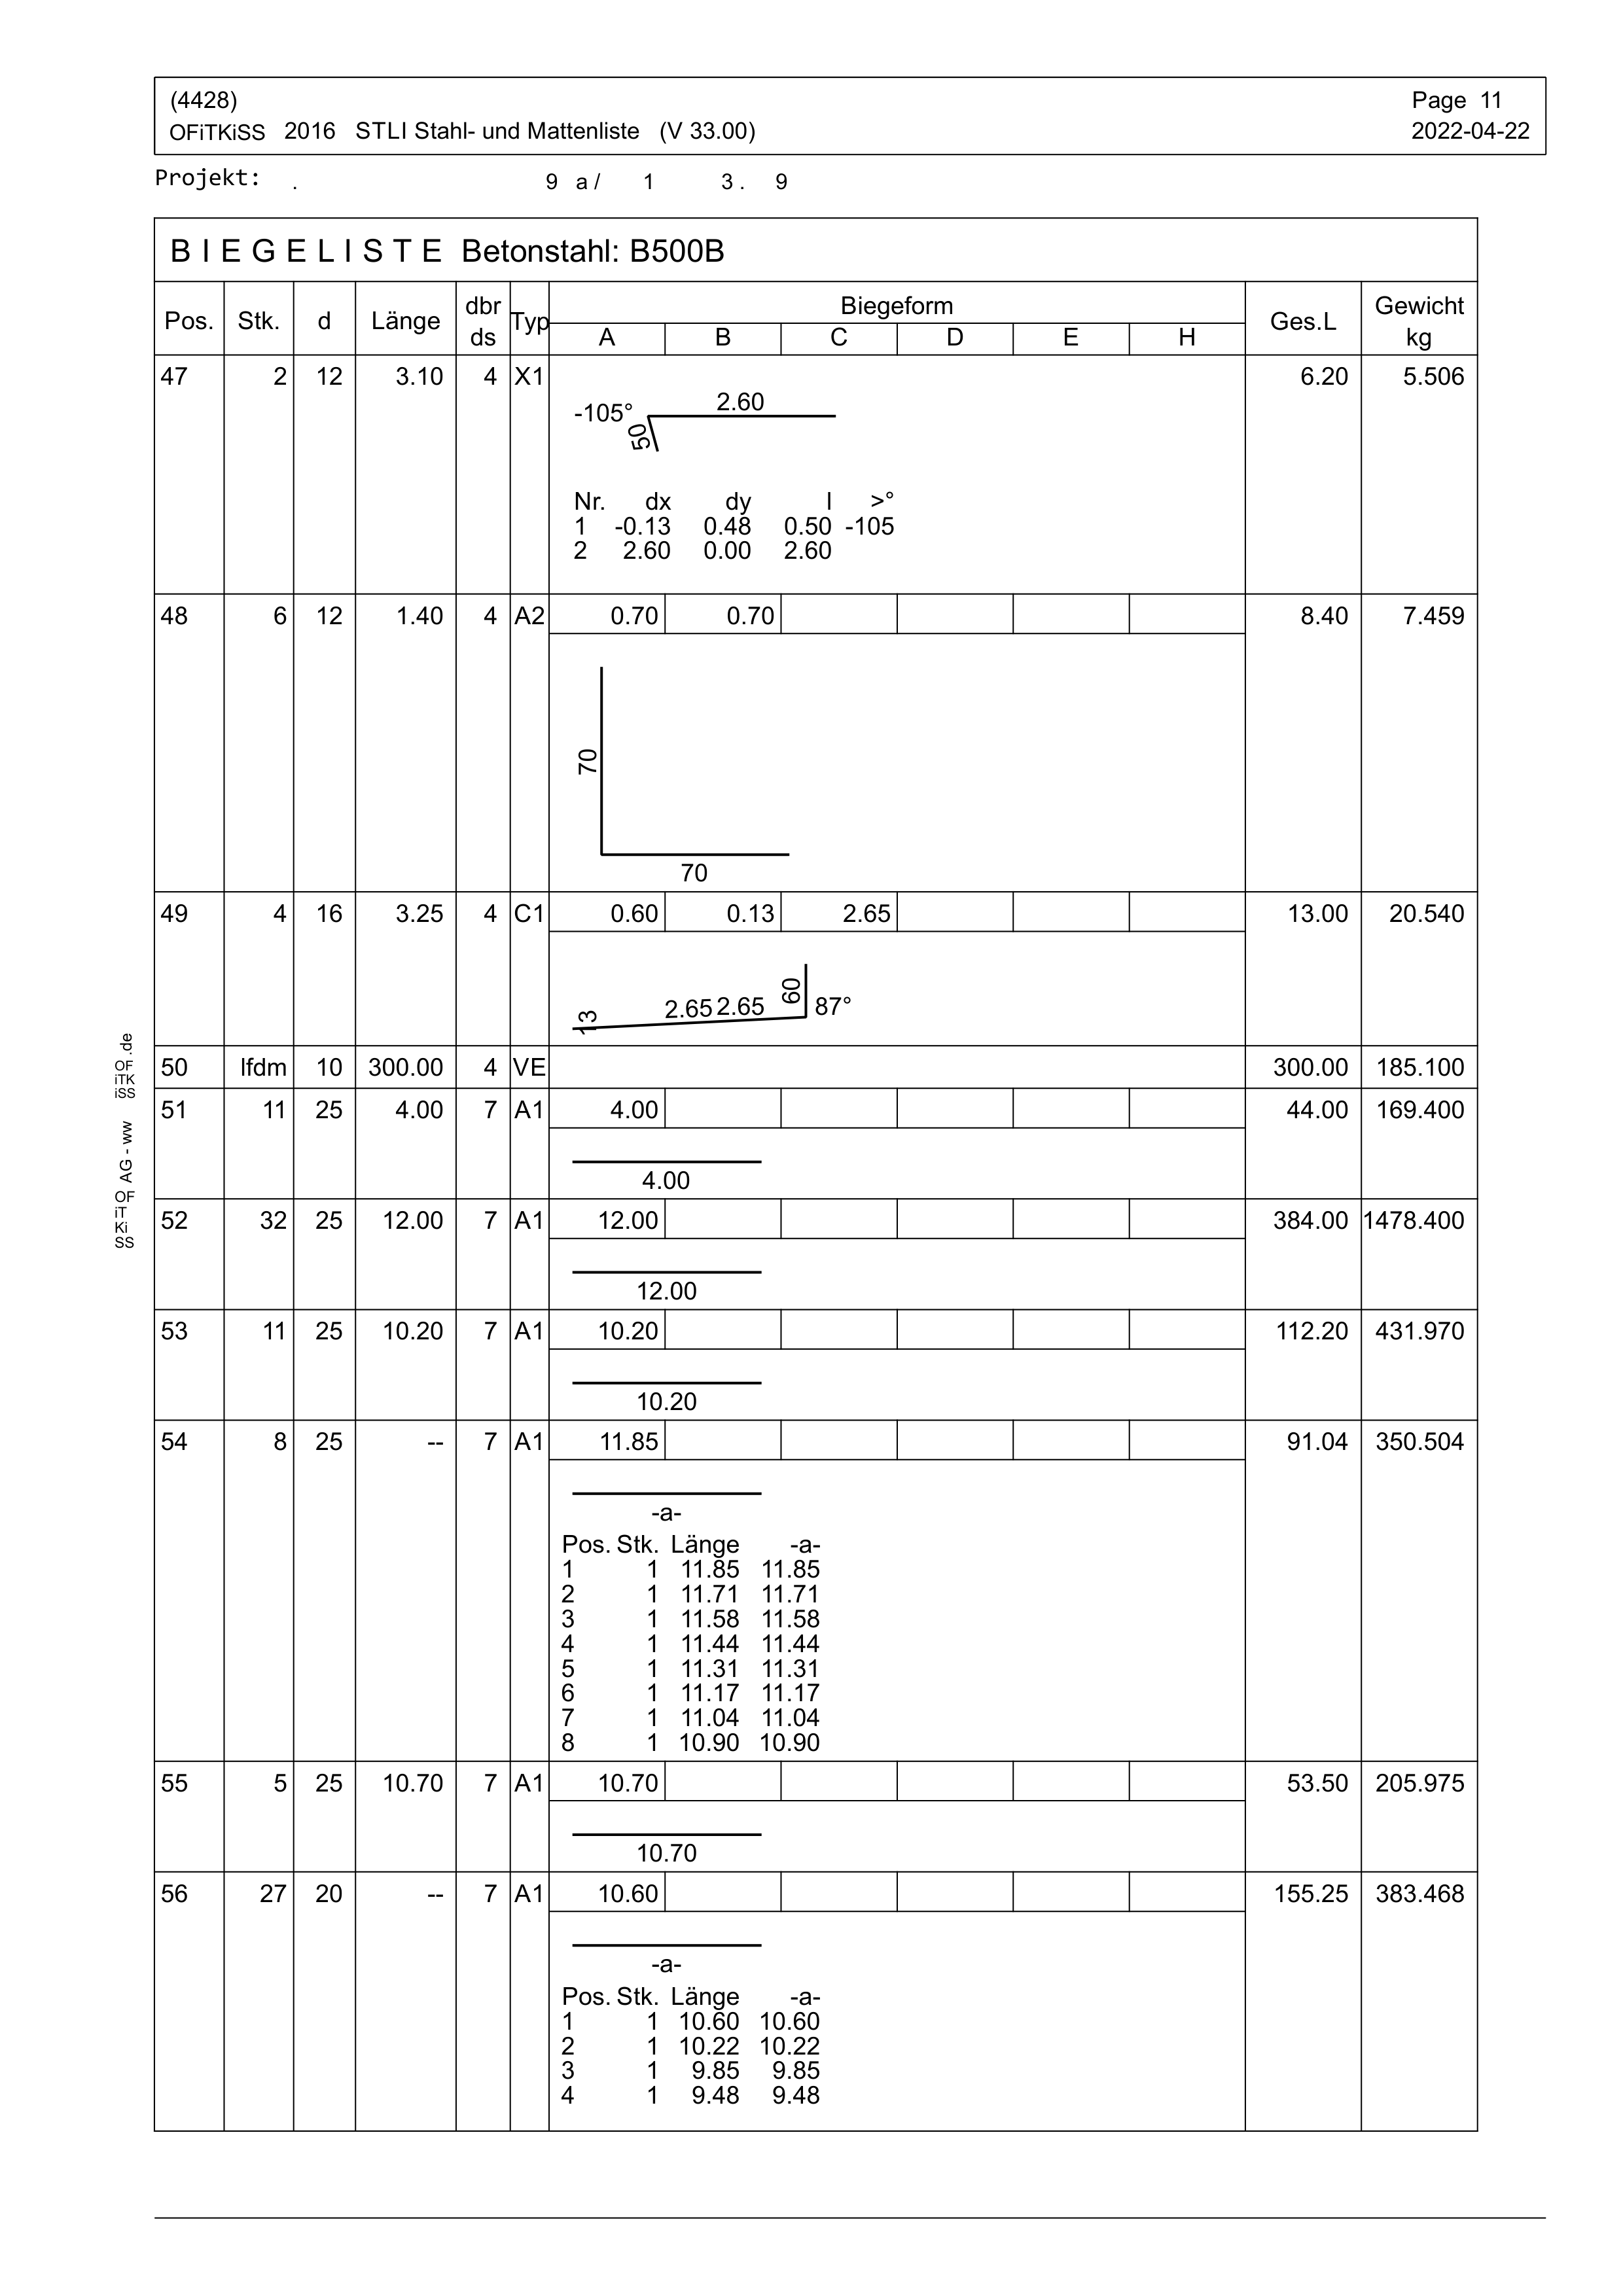 (4428)
Page 11
OFiTKiSS 2016 STLI Stahl- und Mattenliste (V 33.00)
2022-04-22
Projekt: . 9 a / 1 3 . 9
B I E G E L I S T E Betonstahl: B500B
Pos. Stk. d Länge dbr ds Typ Biegeform Ges.L Gewicht kg
A B C D E H
47 2 12 3.10 4 X1 6.20 5.506
-105° 2.60
50
Nr. dx dy l >°
1 -0.13 0.48 0.50 -105
2 2.60 0.00 2.60
48 6 12 1.40 4 A2 0.70 0.70 8.40 7.459
70
70
49 4 16 3.25 4 C1 0.60 0.13 2.65 13.00 20.540
13 2.65 2.65 60 87°
50 lfdm 10 300.00 4 VE 300.00 185.100
51 11 25 4.00 7 A1 4.00 44.00 169.400
4.00
52 32 25 12.00 7 A1 12.00 384.00 1478.400
12.00
53 11 25 10.20 7 A1 10.20 112.20 431.970
10.20
54 8 25 -- 7 A1 11.85 91.04 350.504
-a-
Pos. Stk. Länge -a-
1 1 11.85 11.85
2 1 11.71 11.71
3 1 11.58 11.58
4 1 11.44 11.44
5 1 11.31 11.31
6 1 11.17 11.17
7 1 11.04 11.04
8 1 10.90 10.90
55 5 25 10.70 7 A1 10.70 53.50 205.975
10.70
56 27 20 -- 7 A1 10.60 155.25 383.468
-a-
Pos. Stk. Länge -a-
1 1 10.60 10.60
2 1 10.22 10.22
3 1 9.85 9.85
4 1 9.48 9.48
OF
iT
Ki
SS
AG - ww
OF
iTK
iSS
.de